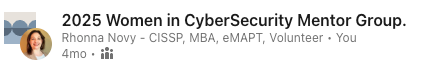 2025 Women in CyberSecurity Mentor Group.
Rhonna Novy - CISSP, MBA, eMAPT, Volunteer • You
4mo •